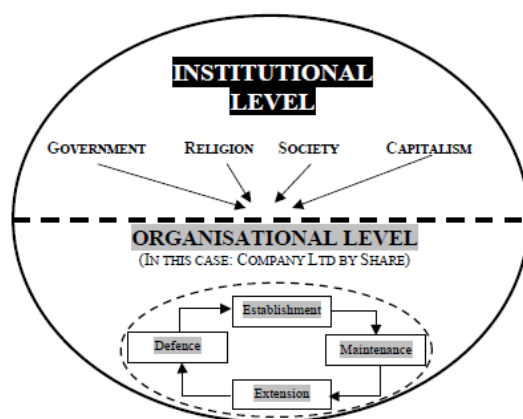 INSTITUTIONAL
LEVEL
GOVERNMENT RELIGION SOCIETY CAPITALISM
ORGANISATIONAL LEVEL
(IN THIS CASE: COMPANY LTD BY SHARE)
Establishment
Defence Maintenance
Extension